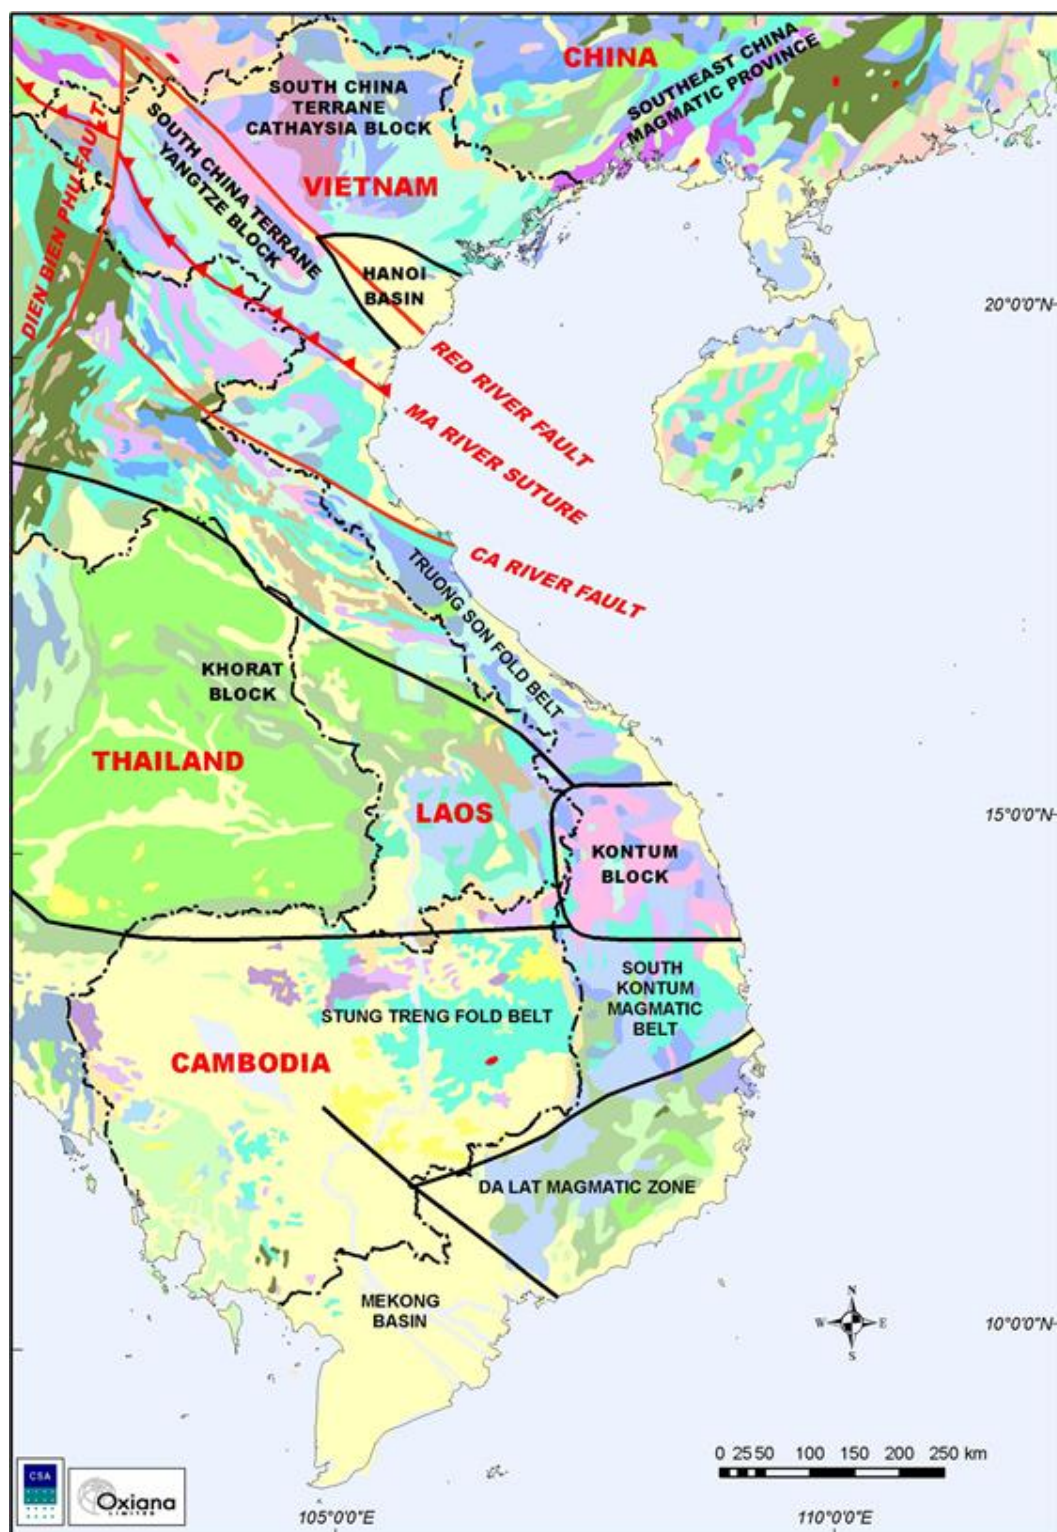 CHINA
SOUTHEAST CHINA
MAGMATIC PROVINCE
SOUTH CHINA
TERRANE
CATHAYSIA BLOCK
VIETNAM
SOUTH CHINA TERRANE
YANGTZE BLOCK
DIEN BIEN PHU FAULT
HANOI
BASIN
20°0'0"N
RED RIVER FAULT
MA RIVER SUTURE
CA RIVER FAULT
TRUONG SON FOLD BELT
KHORAT
BLOCK
THAILAND
LAOS
15°0'0"N
KONTUM
BLOCK
SOUTH
KONTUM
MAGMATIC
BELT
STUNG TRENG FOLD BELT
CAMBODIA
DA LAT MAGMATIC ZONE
MEKONG
BASIN
N
W E
S
10°0'0"N
0 25 50 100 150 200 250 km
CSA
Oxiana
LIMITED
105°0'0"E
110°0'0"E